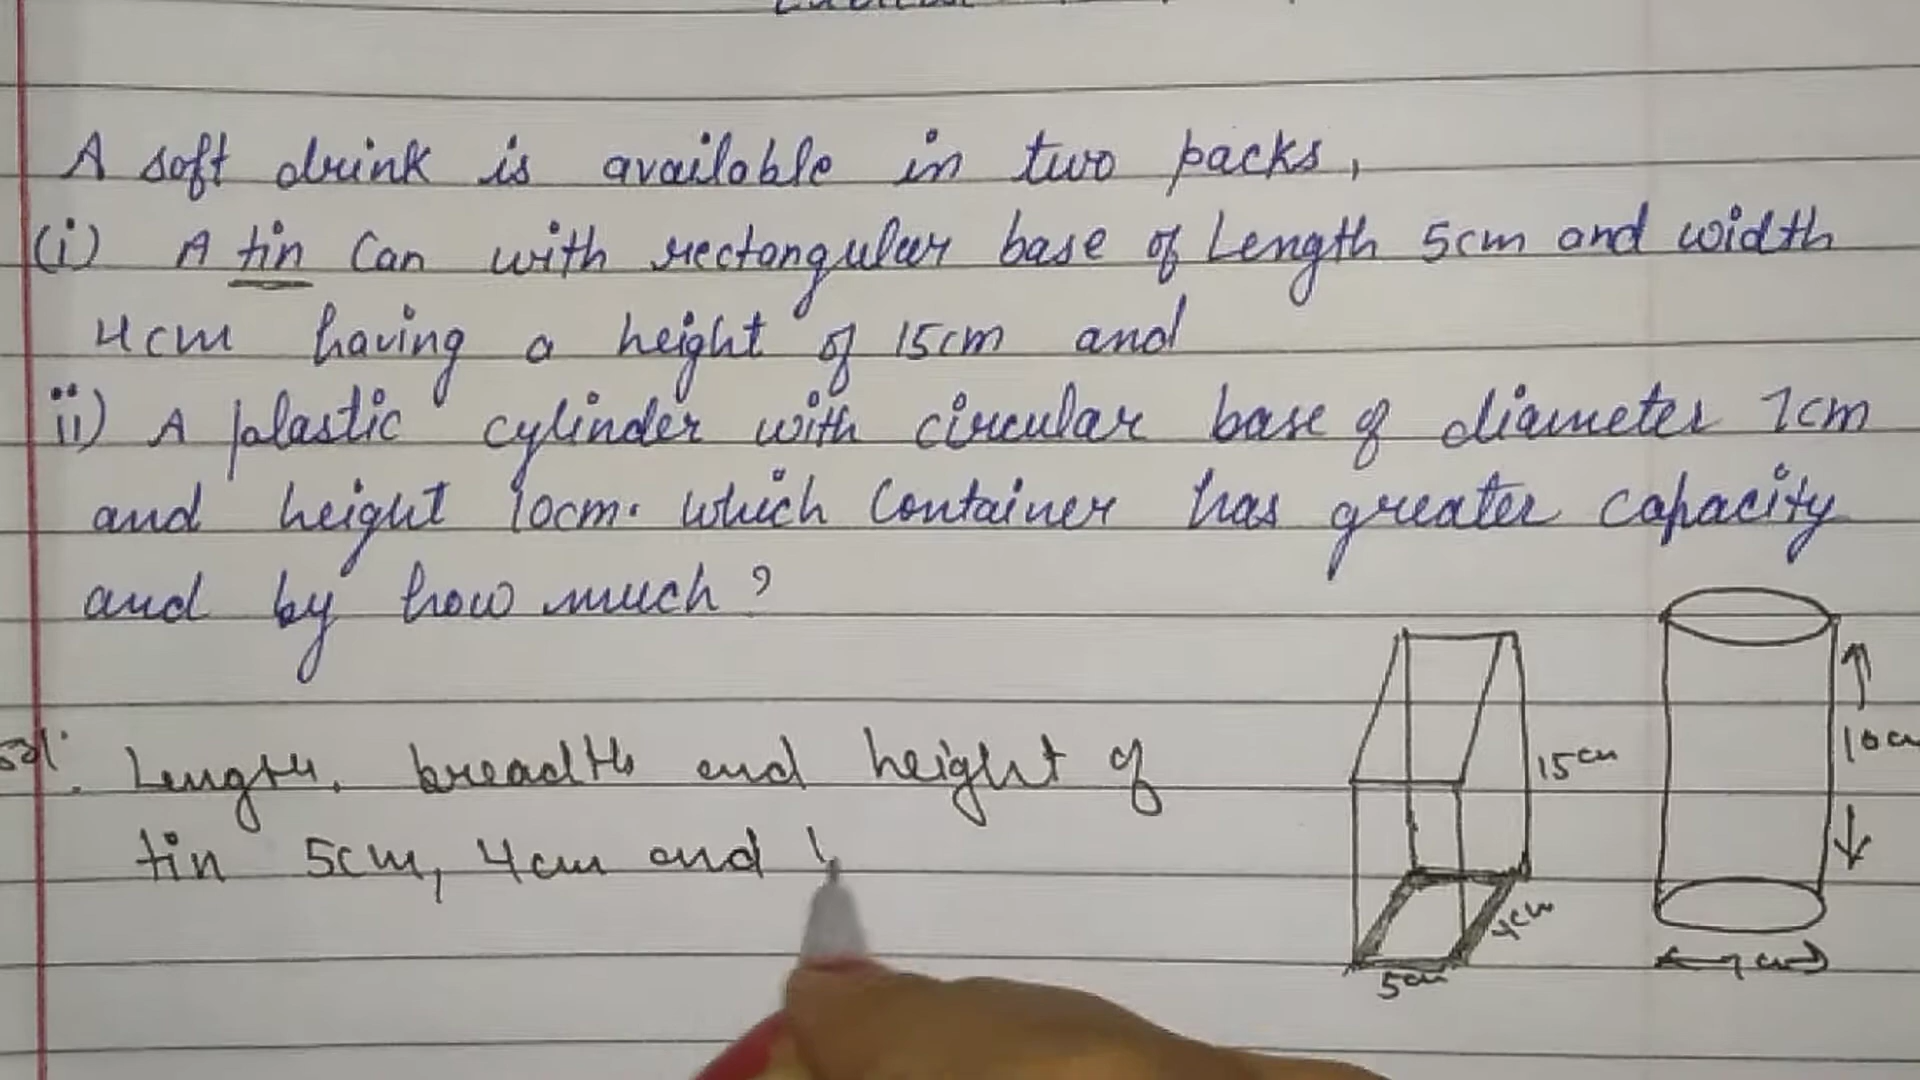 A soft drink is available in two packs,
(i) A tin Can with rectangular base of Length 5cm and width
4cm having a height of 15cm and
ii) A plastic cylinder with circular base of diameter 7cm
and height 10cm. which Container has greater capacity
and by how much?
Sol. Length, breadth and height of
tin 5cm, 4cm and
15cm
10cm
4cm
5cm
7cm